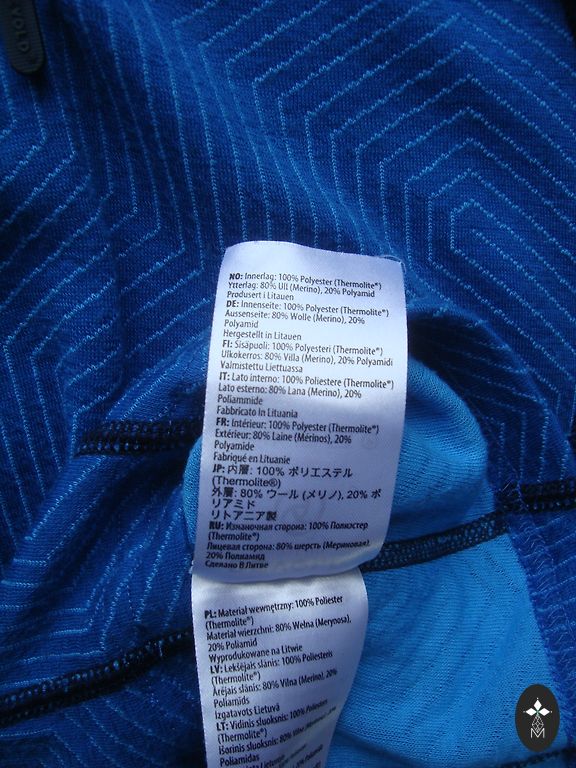 VOLD
NO: Innerlag: 100% Polyester (Thermolite®)
Ytterlag: 80% Ull (Merino), 20% Polyamid
Produsert i Litauen
DE: Innenseite: 100% Polyester (Thermolite®)
Aussenseite: 80% Wolle (Merino), 20%
Polyamid
Hergestellt in Litauen
FI: Sisäpuoli: 100% Polyesteri (Thermolite®)
Ulkokerros: 80% Villa (Merino), 20% Polyamidi
Valmistettu Liettuassa
IT: Lato interno: 100% Poliestere (Thermolite®)
Lato esterno: 80% Lana (Merino), 20%
Poliammide
Fabbricato in Lituania
FR: Intérieur: 100% Polyester (Thermolite®)
Extérieur: 80% Laine (Mérinos), 20%
Polyamide
Fabriqué en Lituanie
JP: 内層: 100% ポリエステル
(Thermolite®)
外層: 80% ウール (メリノ), 20% ポ
リアミド
リトアニア製
RU: Изнаночная сторона: 100% Полиэстер
(Thermolite®)
Лицевая сторона: 80% шерсть (Мериновая),
20% Полиамид
Сделано В Литве
PL: Materiał wewnętrzny: 100% Poliester
(Thermolite®)
Materiał wierzchni: 80% Wełna (Merynosa),
20% Poliamid
Wyprodukowane na Litwie
LV: Lekšējais slānis: 100% Poliesteris
(Thermolite®)
Ārējais slānis: 80% Vilna (Merino), 20%
Poliamids
Izgatavots Lietuvā
LT: Vidinis sluoksnis: 100% Poliesteris
(Thermolite®)
Išorinis sluoksnis: 80% Vilna (Merino), 20%
Poliamidas
M